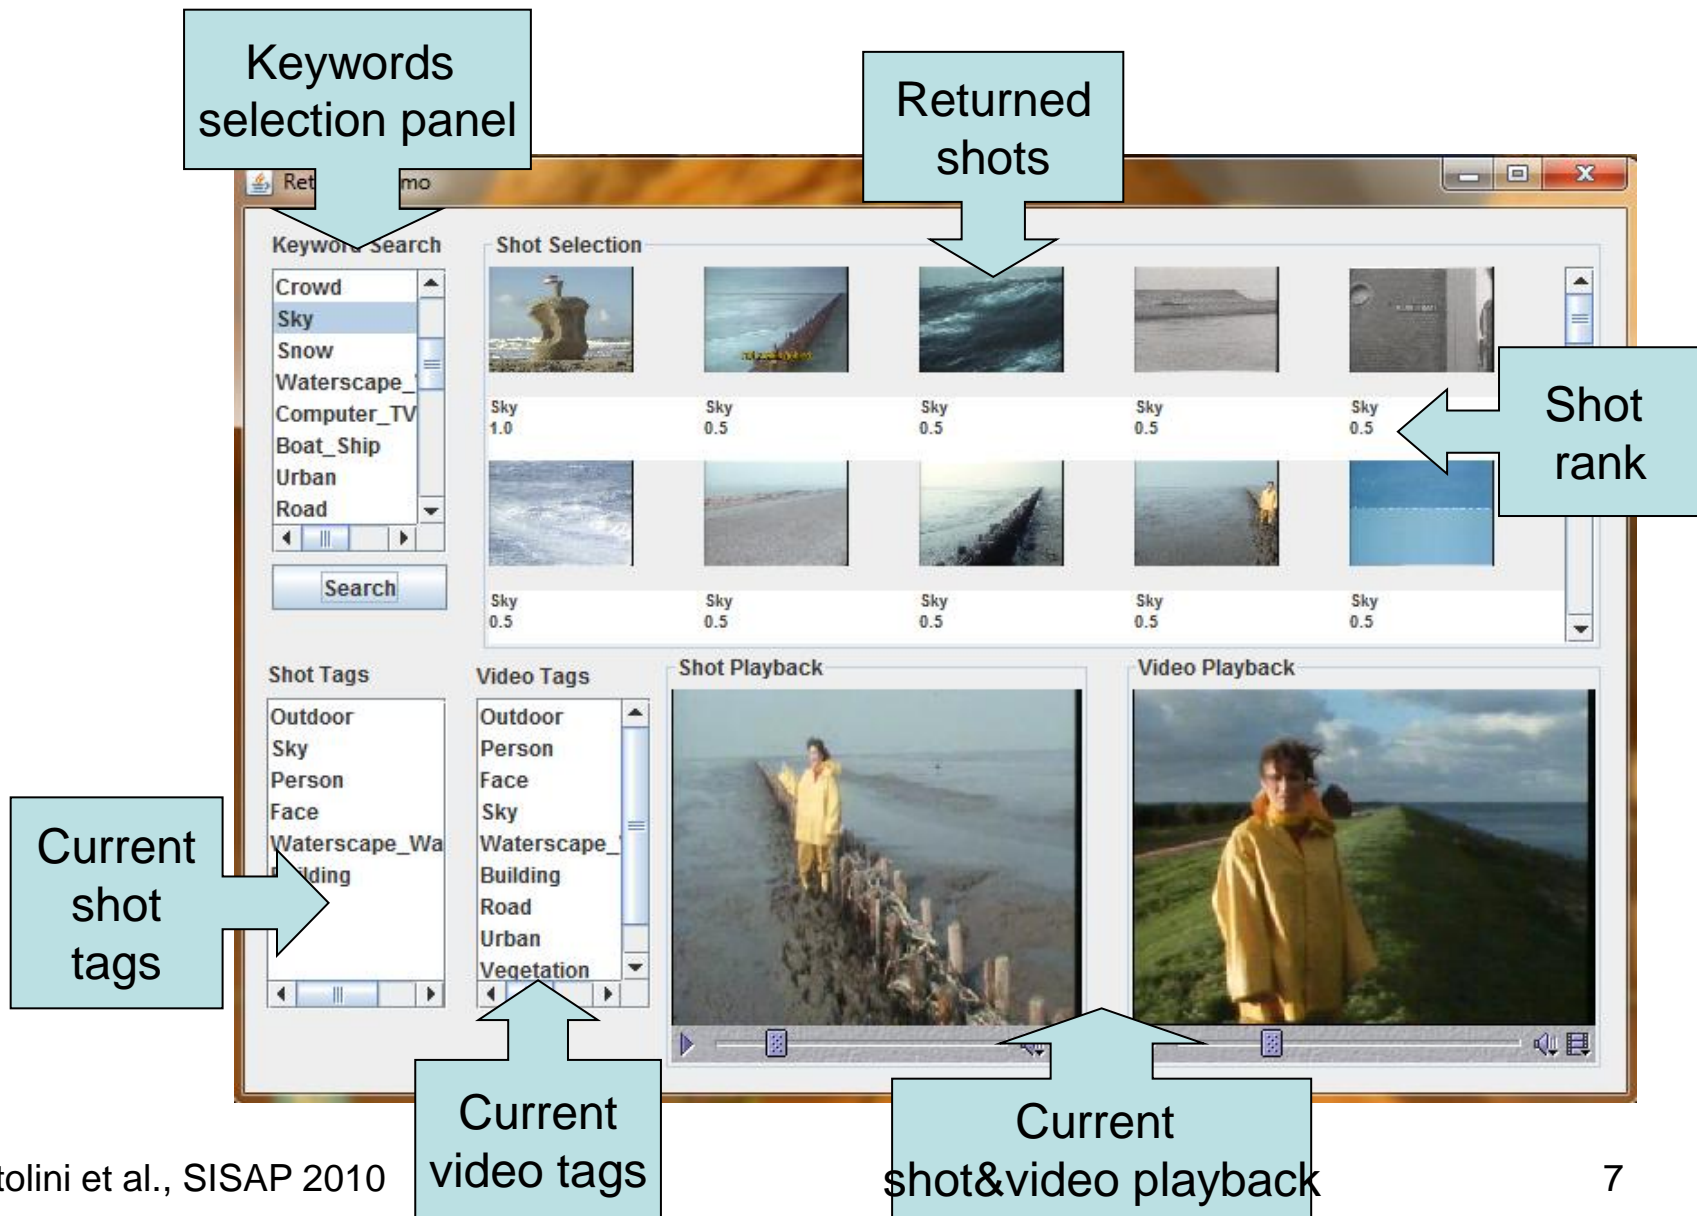 Keywords
selection panel
Returned
shots
Ret mo
Keyword Search
Shot Selection
Crowd
Sky
Snow
Waterscape_
Computer_TV
Boat_Ship
Urban
Road
Search
Sky
1.0
Sky
0.5
Sky
0.5
Sky
0.5
Sky
0.5
Shot
rank
Sky
0.5
Sky
0.5
Sky
0.5
Sky
0.5
Sky
0.5
Shot Tags
Outdoor
Sky
Person
Face
Waterscape_Wa
Building
Video Tags
Outdoor
Person
Face
Sky
Waterscape_
Building
Road
Urban
Vegetation
Shot Playback
Video Playback
Current
shot
tags
Current
video tags
Current
shot&video playback
tolini et al., SISAP 2010
7